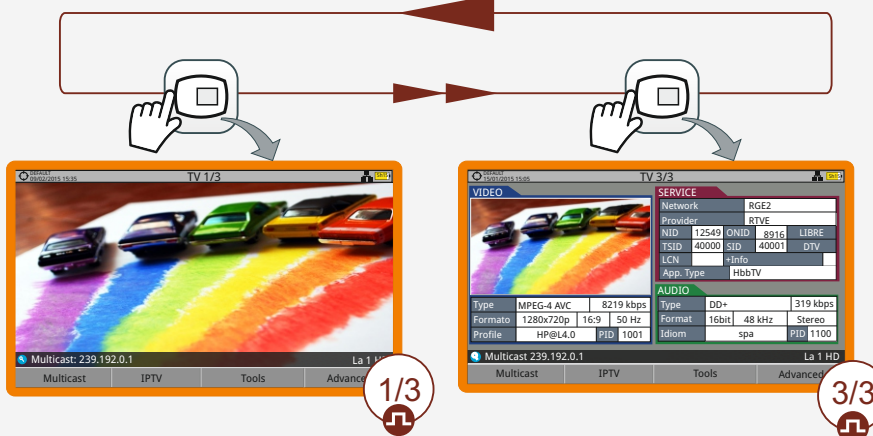 DEFAULT
09/02/2015 15:35
TV 1/3
Multicast: 239.192.0.1
La 1 HD
Multicast IPTV Tools Advanced
1/3
DEFAULT
15/01/2015 15:05
TV 3/3
VIDEO
Type MPEG-4 AVC 8219 kbps
Formato 1280x720p 16:9 50 Hz
Profile HP@L4.0 PID 1001
SERVICE
Network RGE2
Provider RTVE
NID 12549 ONID 8916 LIBRE
TSID 40000 SID 40001 DTV
LCN +Info
App. Type HbbTV
AUDIO
Type DD+ 319 kbps
Format 16bit 48 kHz Stereo
Idiom spa PID 1100
Multicast 239.192.0.1
La 1 HD
Multicast IPTV Tools Advanced
3/3